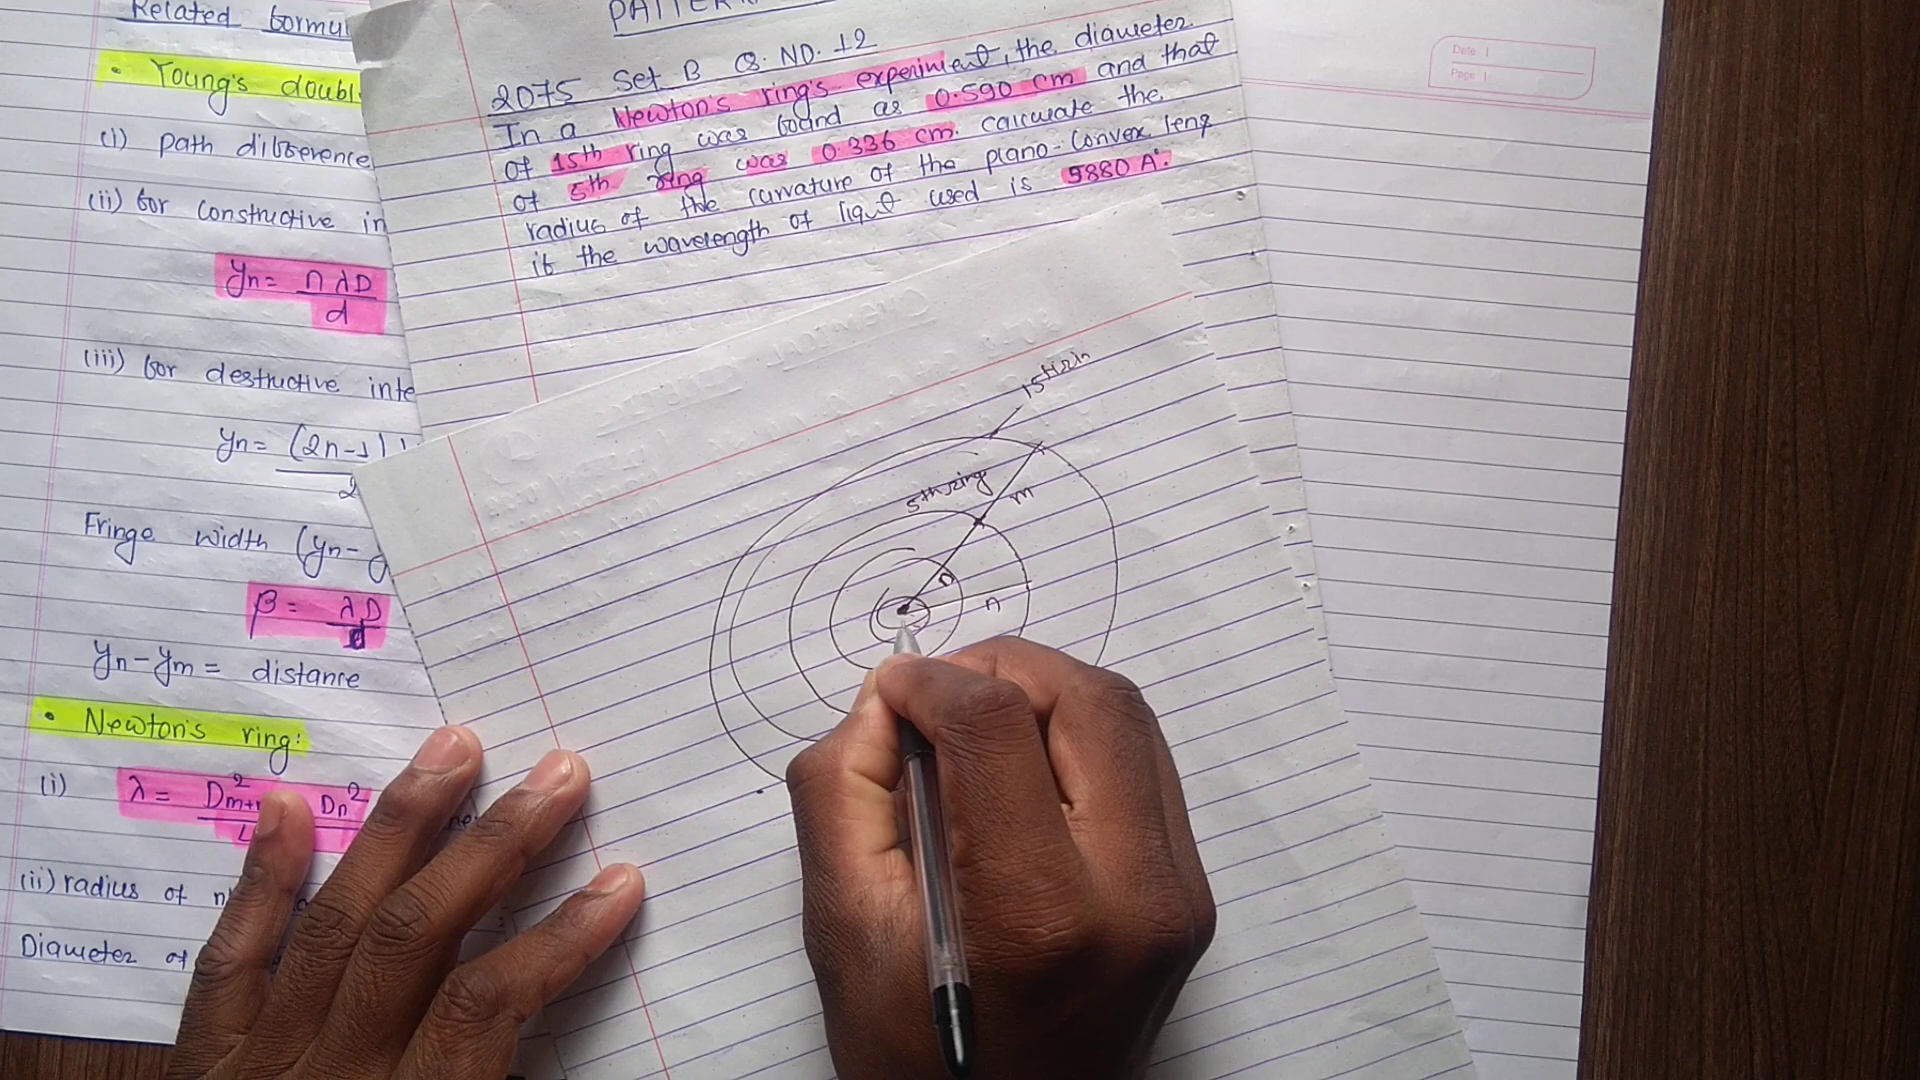 Related formul
• Young's doubl
(i) path difference
(ii) for constructive in
yn = nλD/d
(iii) for destructive inte
yn = (2n-1)
2
Fringe width (yn-
β = λD/d
yn-ym = distance
• Newton's ring:
(i) λ = Dm+ Dn²
(ii) radius of n
Diameter of
PATTER
2075 Set B Q. NO. 12
In a Newton's ring's experiment, the diameter
of 15th ring was found as 0.590 cm and that
of 5th ring was 0.336 cm. calculate the
radius of the curvature of the plano-convex lens
if the wavelength of light used is 5880 A°.
Date
Page
15th
5th ring
m
n
n